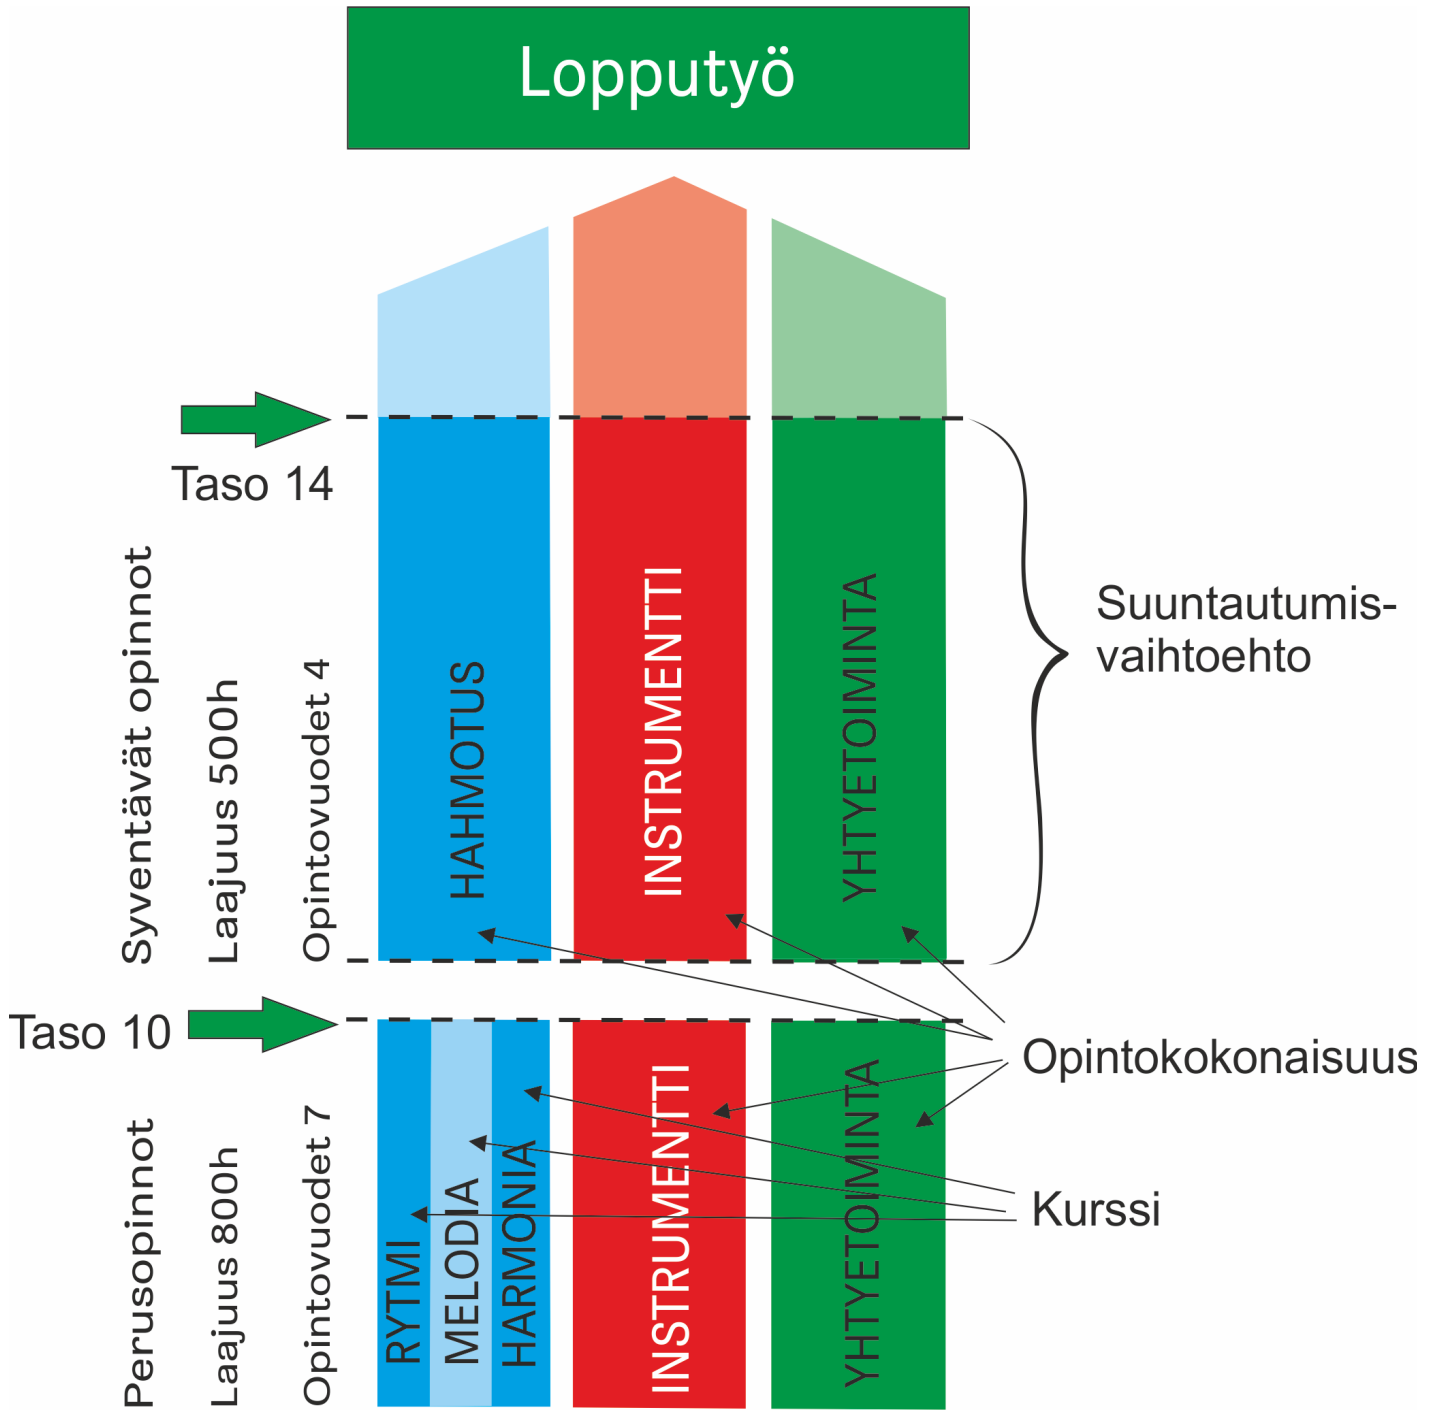 Lopputyö
Taso 14
Syventävät opinnot
Laajuus 500h
Opintovuodet 4
HAHMOTUS
INSTRUMENTTI
YHTYETOIMINTA
Suuntautumis-
vaihtoehto
Taso 10
Opintokokonaisuus
Perusopinnot
Laajuus 800h
Opintovuodet 7
RYTMI
MELODIA
HARMONIA
INSTRUMENTTI
YHTYETOIMINTA
Kurssi